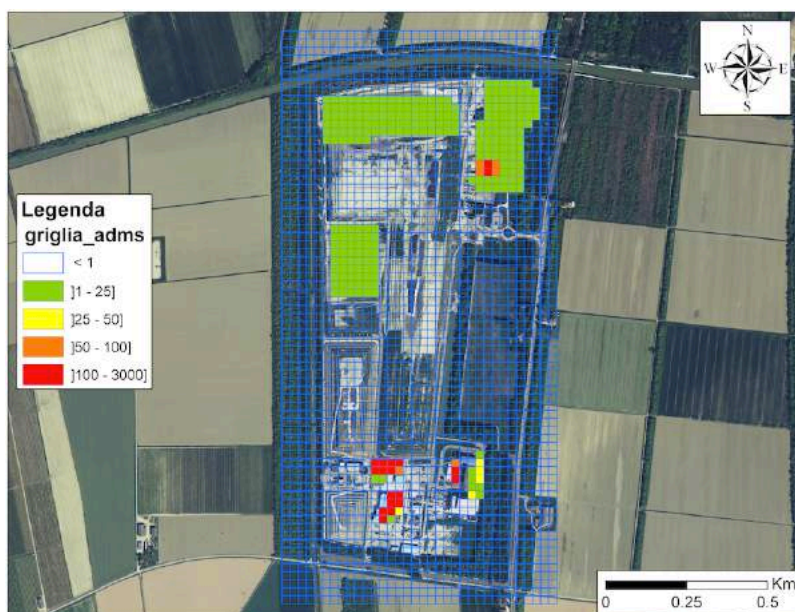 N
W E
S
Legenda
griglia_adms
< 1
]1 - 25]
]25 - 50]
]50 - 100]
]100 - 3000]
Km
0 0.25 0.5